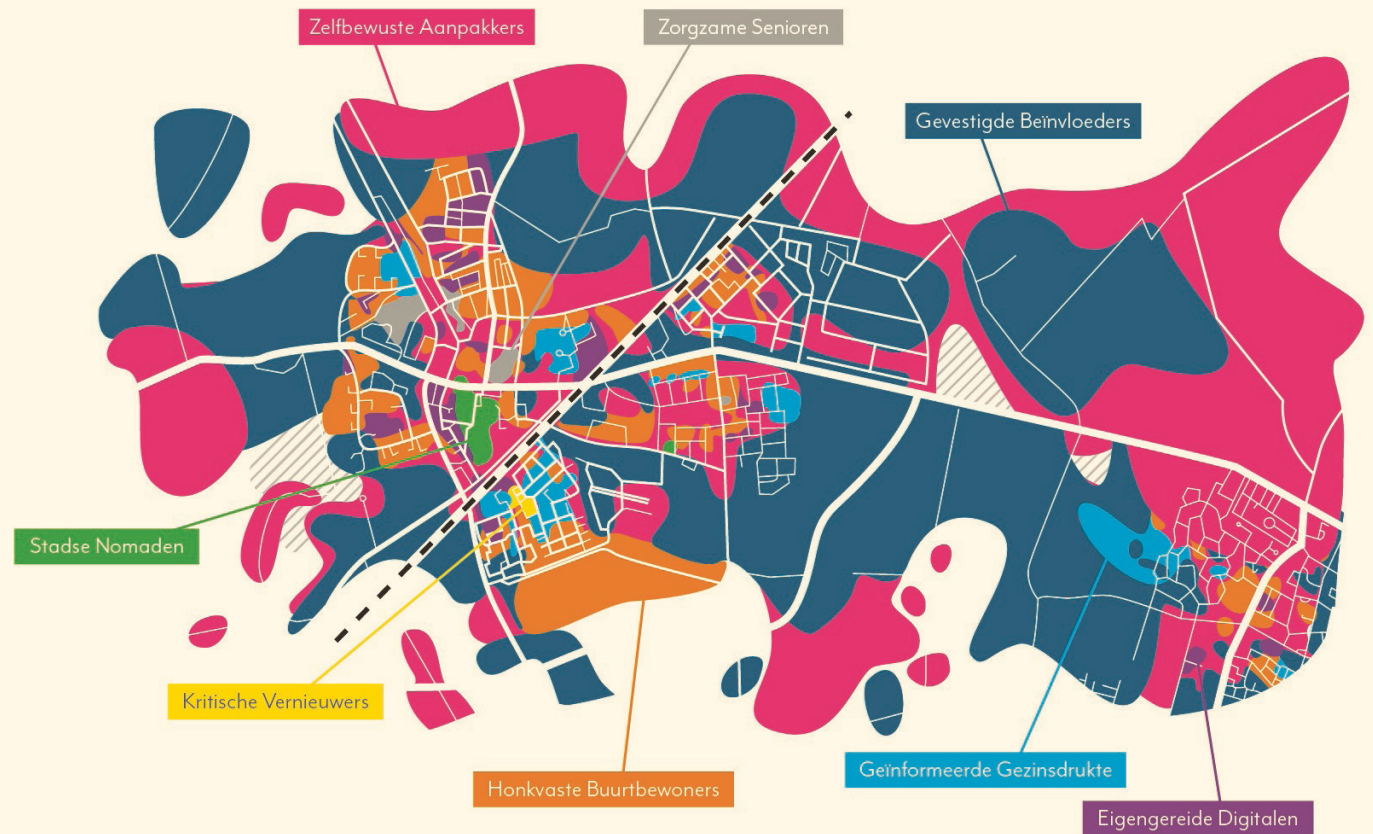 Zelfbewuste Aanpakkers
Zorgzame Senioren
Gevestigde Beïnvloeders
Stadse Nomaden
Kritische Vernieuwers
Honkvaste Buurtbewoners
Geïnformeerde Gezinsdrukte
Eigengereide Digitalen